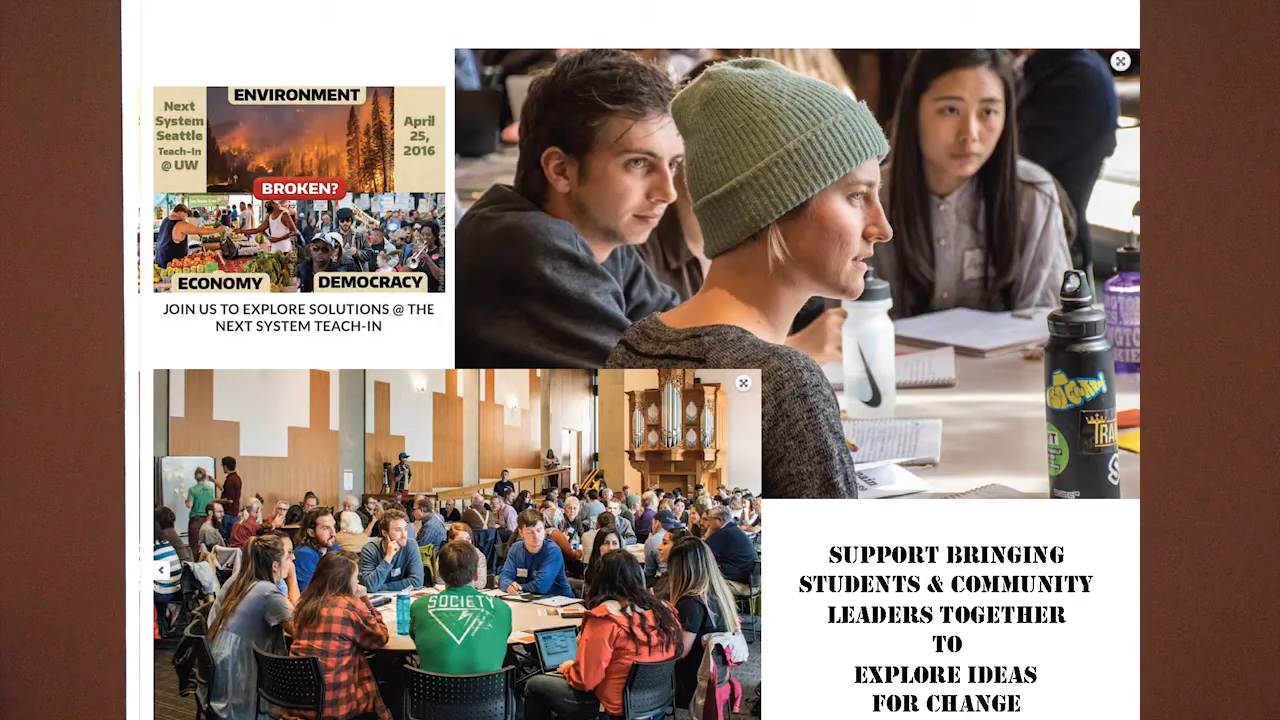 ENVIRONMENT
Next
System
Seattle
Teach-In
@ UW
April
25,
2016
BROKEN?
ECONOMY
DEMOCRACY
JOIN US TO EXPLORE SOLUTIONS @ THE
NEXT SYSTEM TEACH-IN
SOCIETY
SUPPORT BRINGING
STUDENTS & COMMUNITY
LEADERS TOGETHER
TO
EXPLORE IDEAS
FOR CHANGE